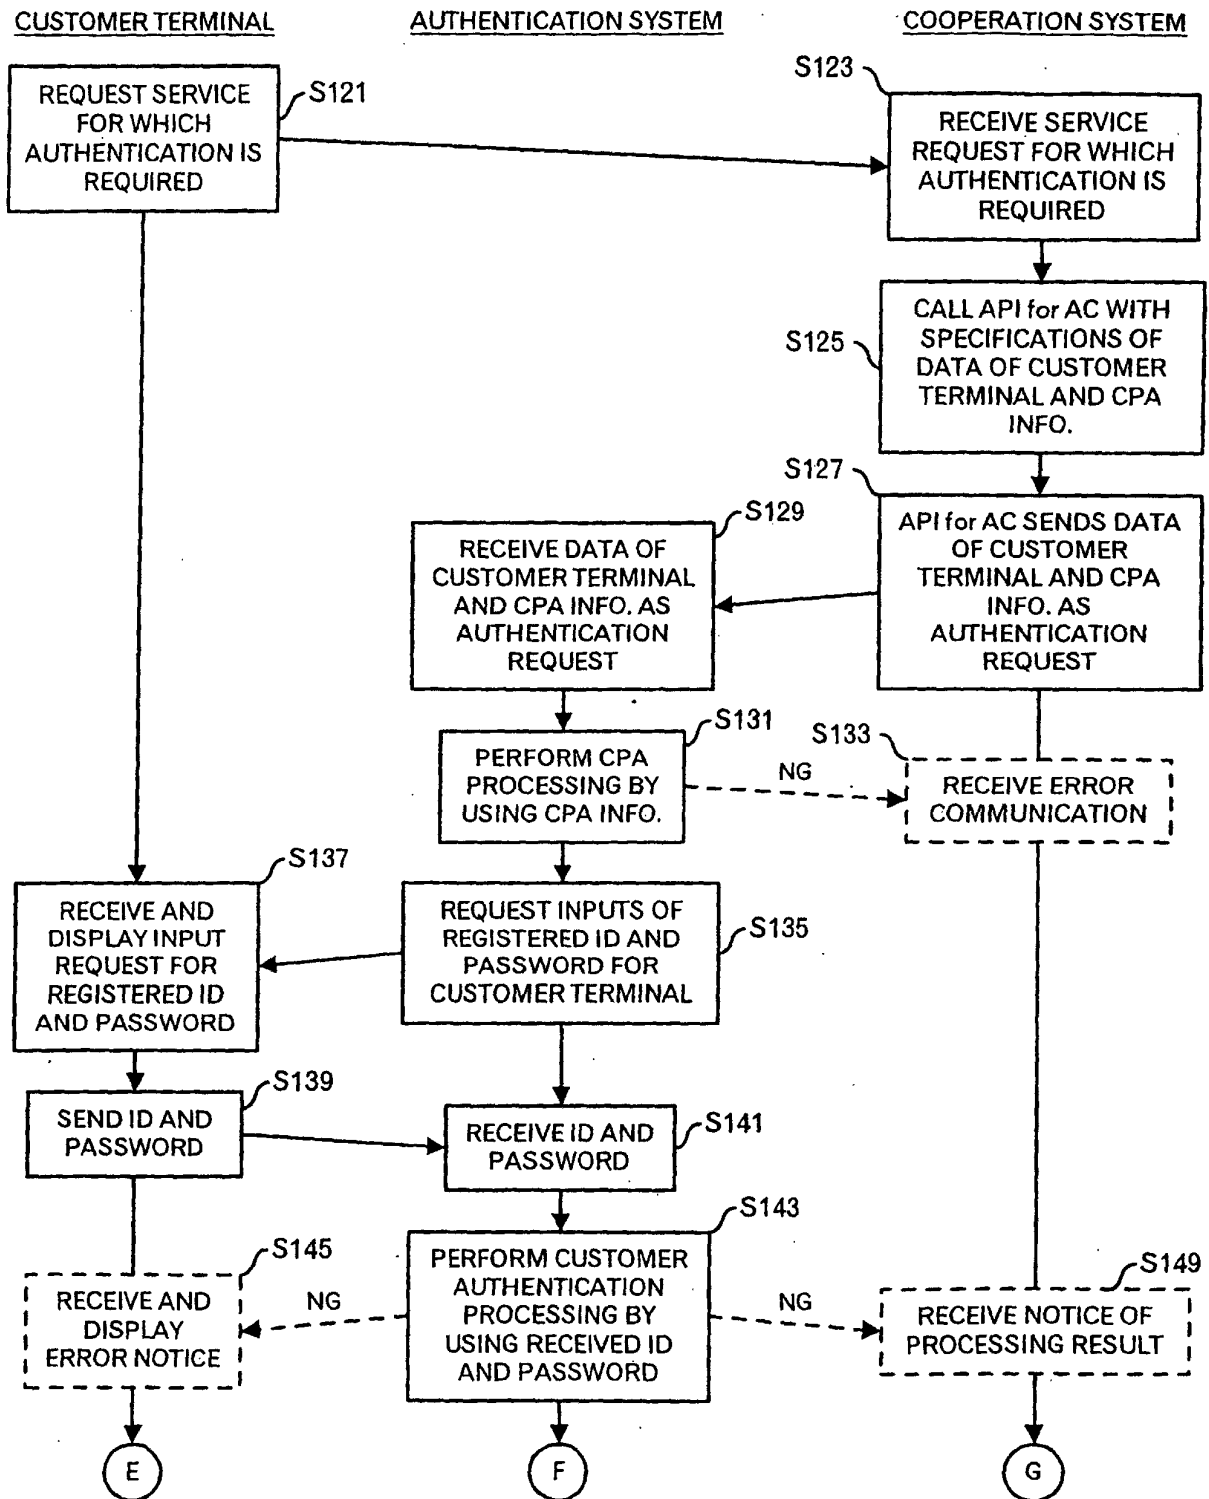 CUSTOMER TERMINAL
AUTHENTICATION SYSTEM
COOPERATION SYSTEM
S121
REQUEST SERVICE
FOR WHICH
AUTHENTICATION IS
REQUIRED
S123
RECEIVE SERVICE
REQUEST FOR WHICH
AUTHENTICATION IS
REQUIRED
S125
CALL API for AC WITH
SPECIFICATIONS OF
DATA OF CUSTOMER
TERMINAL AND CPA
INFO.
S127
API for AC SENDS DATA
OF CUSTOMER
TERMINAL AND CPA
INFO. AS
AUTHENTICATION
REQUEST
S129
RECEIVE DATA OF
CUSTOMER TERMINAL
AND CPA INFO. AS
AUTHENTICATION
REQUEST
S131
PERFORM CPA
PROCESSING BY
USING CPA INFO.
NG
S133
RECEIVE ERROR
COMMUNICATION
S137
RECEIVE AND
DISPLAY INPUT
REQUEST FOR
REGISTERED ID
AND PASSWORD
REQUEST INPUTS OF
REGISTERED ID AND
PASSWORD FOR
CUSTOMER TERMINAL
S135
S139
SEND ID AND
PASSWORD
S141
RECEIVE ID AND
PASSWORD
S143
PERFORM CUSTOMER
AUTHENTICATION
PROCESSING BY
USING RECEIVED ID
AND PASSWORD
S145
RECEIVE AND
DISPLAY
ERROR NOTICE
NG
NG
S149
RECEIVE NOTICE OF
PROCESSING RESULT
E
F
G